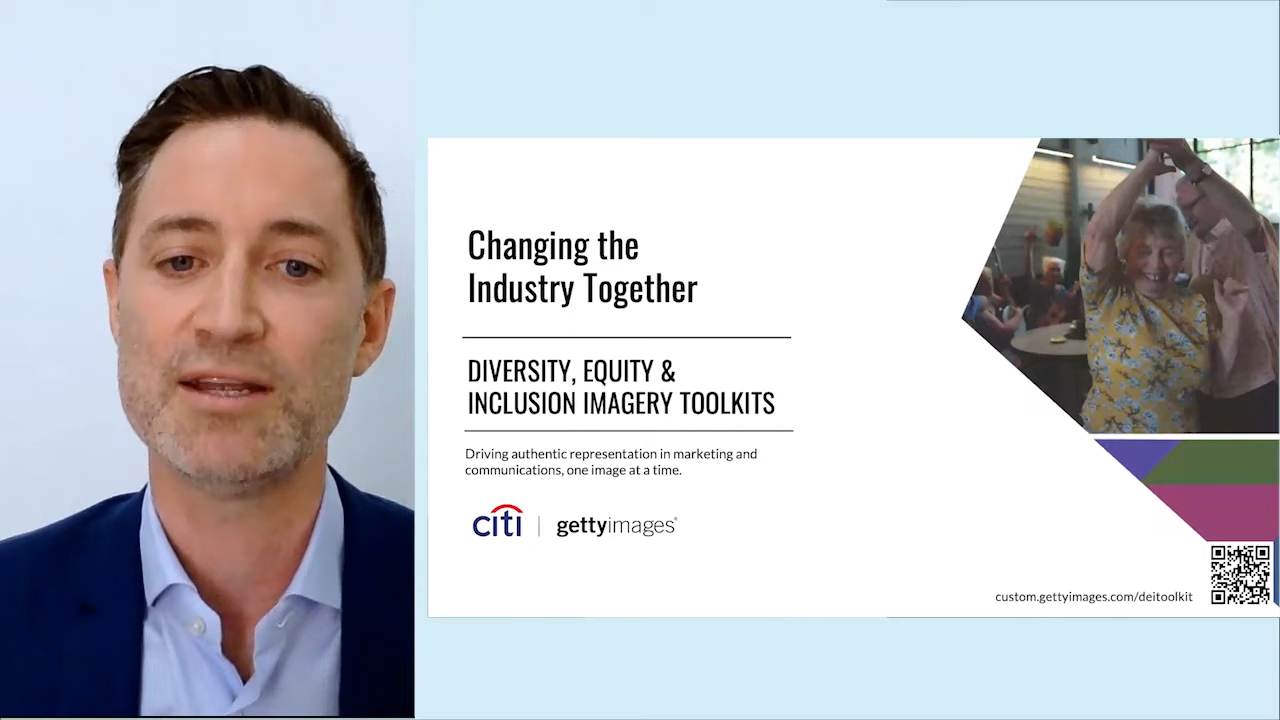 Changing the
Industry Together
DIVERSITY, EQUITY &
INCLUSION IMAGERY TOOLKITS
Driving authentic representation in marketing and
communications, one image at a time.
citi | gettyimages®
custom.gettyimages.com/deitoolkit